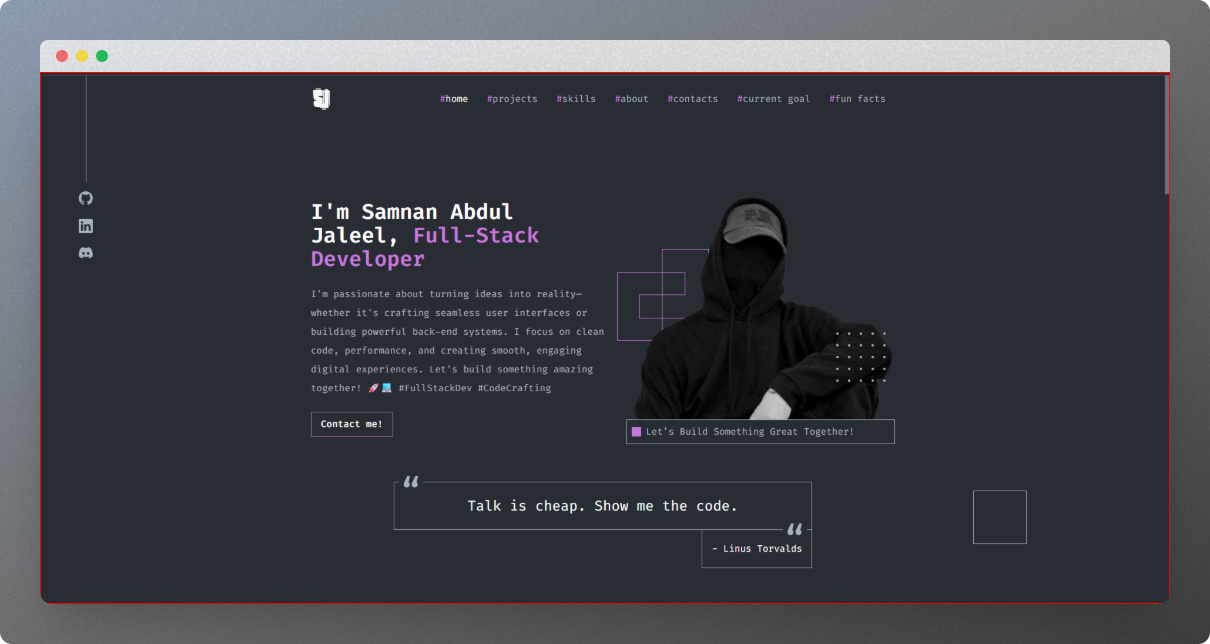 #home #projects #skills #about #contacts #current goal #fun facts
I'm Samnan Abdul
Jaleel, Full-Stack
Developer
I'm passionate about turning ideas into reality—
whether it's crafting seamless user interfaces or
building powerful back-end systems. I focus on clean
code, performance, and creating smooth, engaging
digital experiences. Let's build something amazing
together! 🚀💻 #FullStackDev #CodeCrafting
Contact me!
Let's Build Something Great Together!
“
Talk is cheap. Show me the code.
“
- Linus Torvalds